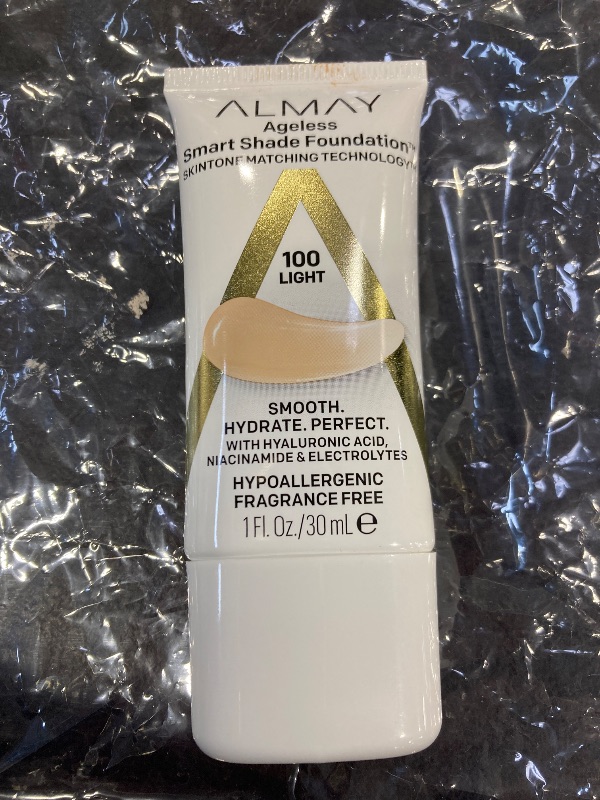 ALMAY
Ageless
Smart Shade Foundation™
SKINTONE MATCHING TECHNOLOGY™
100
LIGHT
SMOOTH.
HYDRATE. PERFECT.
WITH HYALURONIC ACID,
NIACINAMIDE & ELECTROLYTES
HYPOALLERGENIC
FRAGRANCE FREE
1 Fl. Oz./30 mL ℮